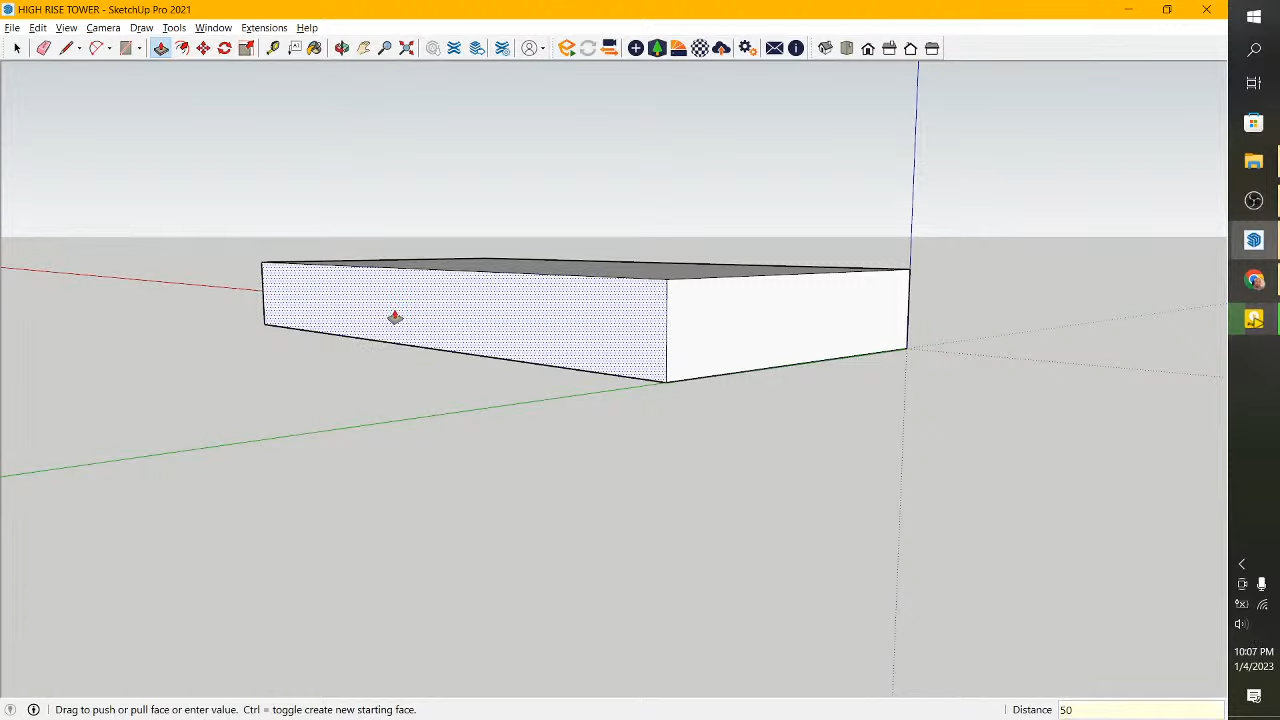 HIGH RISE TOWER - SketchUp Pro 2021
File Edit View Camera Draw Tools Window Extensions Help
Drag to push or pull face or enter value. Ctrl = toggle create new starting face.
Distance 50
10:07 PM
1/4/2023